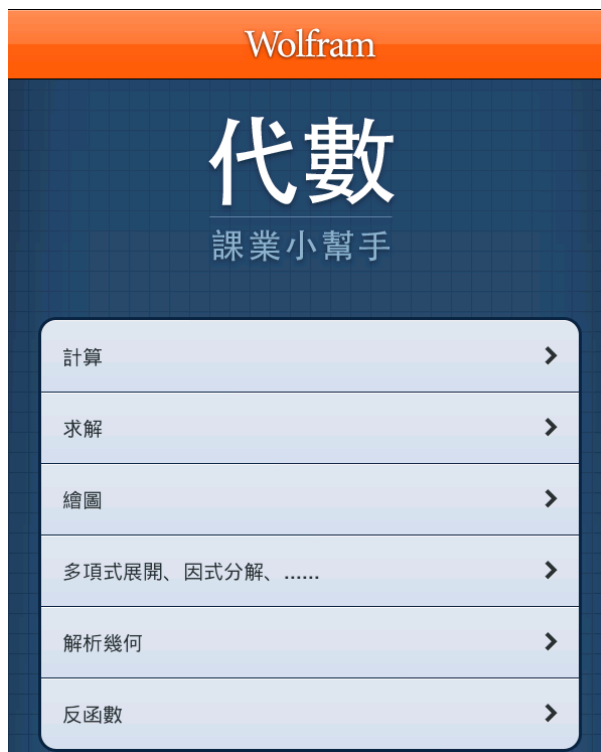 Wolfram
代數
課業小幫手
計算
求解
繪圖
多項式展開、因式分解、......
解析幾何
反函數